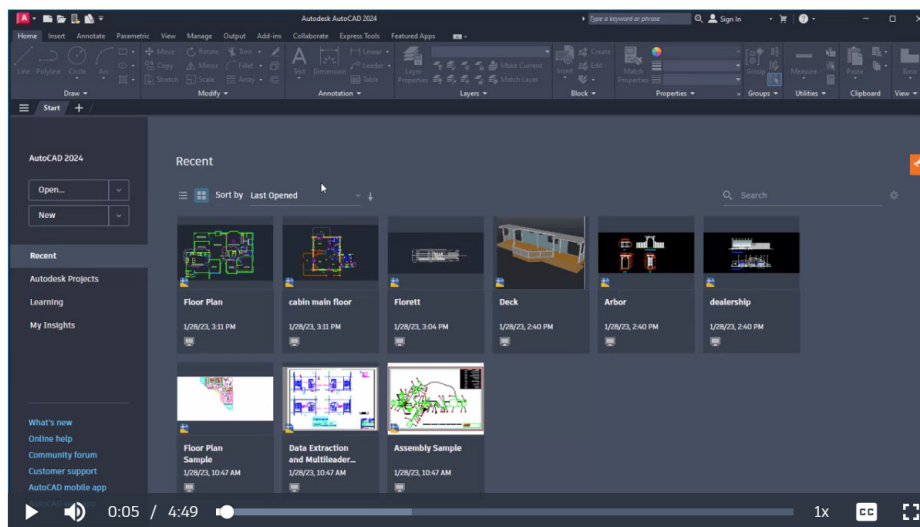 Autodesk AutoCAD 2024
Type a keyword or phrase
Sign In
Home Insert Annotate Parametric View Manage Output Add-ins Collaborate Express Tools Featured Apps
Line Polyline Circle Arc
Move Rotate Trim
Copy Mirror Fillet
Stretch Scale Array
Text Dimension
Linear
Leader
Table
Layer Properties
Make Current
Match Layer
Insert
Create
Edit
Match Properties
Group
Measure
Paste
Base
Draw Modify Annotation Layers Block Properties Groups Utilities Clipboard View
Start
AutoCAD 2024
Open...
New
Recent
Autodesk Projects
Learning
My Insights
What's new
Online help
Community forum
Customer support
AutoCAD mobile app
Recent
Sort by Last Opened
Search
Floor Plan
1/28/23, 3:11 PM
cabin main floor
1/28/23, 3:11 PM
Florett
1/28/23, 3:04 PM
Deck
1/28/23, 2:40 PM
Arbor
1/28/23, 2:40 PM
dealership
1/28/23, 2:40 PM
Floor Plan
Sample
1/28/23, 10:47 AM
Data Extraction
and Multileader...
1/28/23, 10:47 AM
Assembly Sample
1/28/23, 10:47 AM
0:05 / 4:49
1x
CC